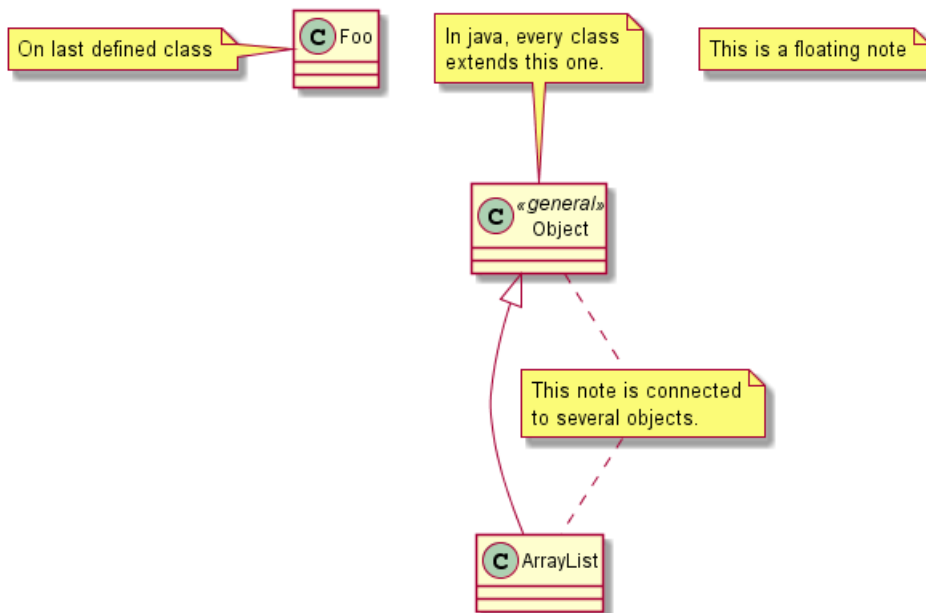 On last defined class
C Foo
In java, every class
extends this one.
This is a floating note
C «general»
Object
This note is connected
to several objects.
C ArrayList